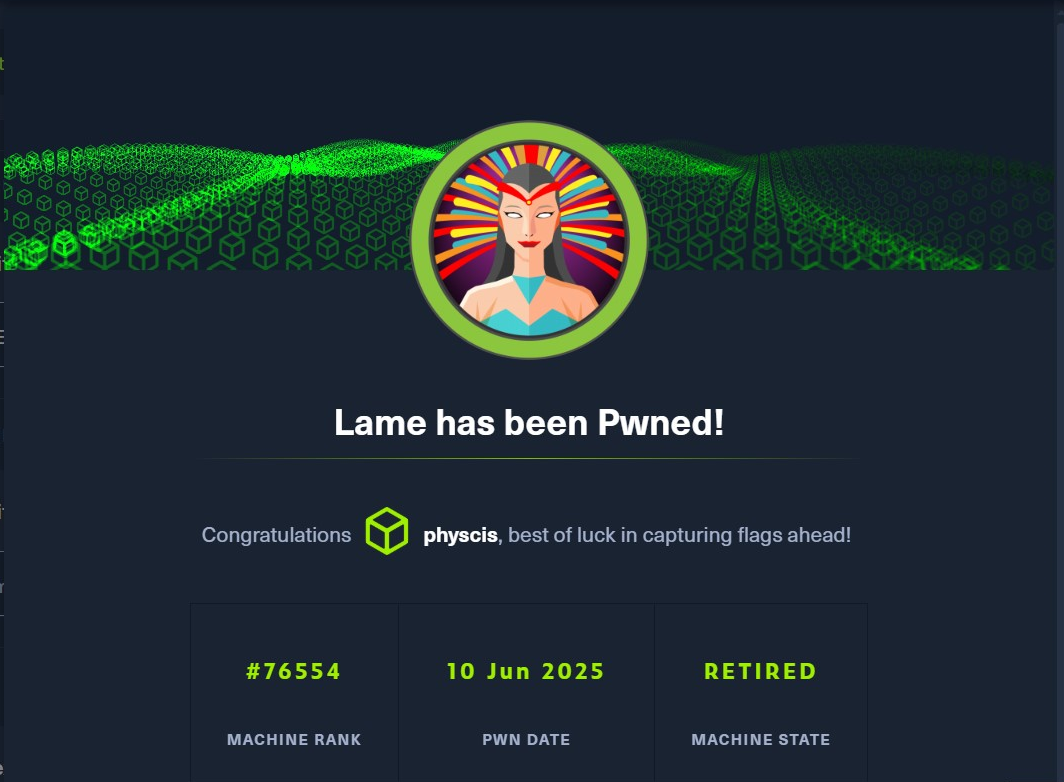 Lame has been Pwned!
Congratulations physcis, best of luck in capturing flags ahead!
#76554 10 Jun 2025 RETIRED
MACHINE RANK PWN DATE MACHINE STATE